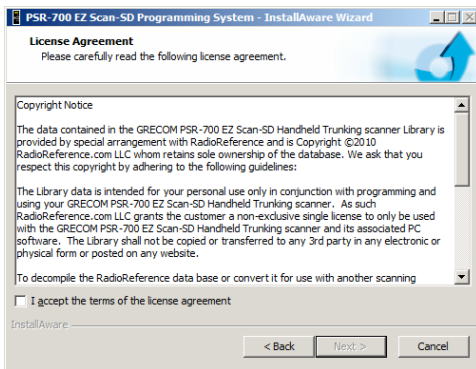 PSR-700 EZ Scan-SD Programming System - InstallAware Wizard
License Agreement
Please carefully read the following license agreement.
Copyright Notice
The data contained in the GRECOM PSR-700 EZ Scan-SD Handheld Trunking scanner Library is
provided by special arrangement with RadioReference and is Copyright ©2010
RadioReference.com LLC whom retains sole ownership of the database. We ask that you
respect this copyright by adhering to the following guidelines:
The Library data is intended for your personal use only in conjunction with programming and
using your GRECOM PSR-700 EZ Scan-SD Handheld Trunking scanner. As such
RadioReference.com LLC grants the customer a non-exclusive single license to only be used
with the GRECOM PSR-700 EZ Scan-SD Handheld Trunking scanner and its associated PC
software. The Library shall not be copied or transferred to any 3rd party in any electronic or
physical form or posted on any website.
To decompile the RadioReference data base or convert it for use with another scanning
I accept the terms of the license agreement
InstallAware
< Back Next > Cancel